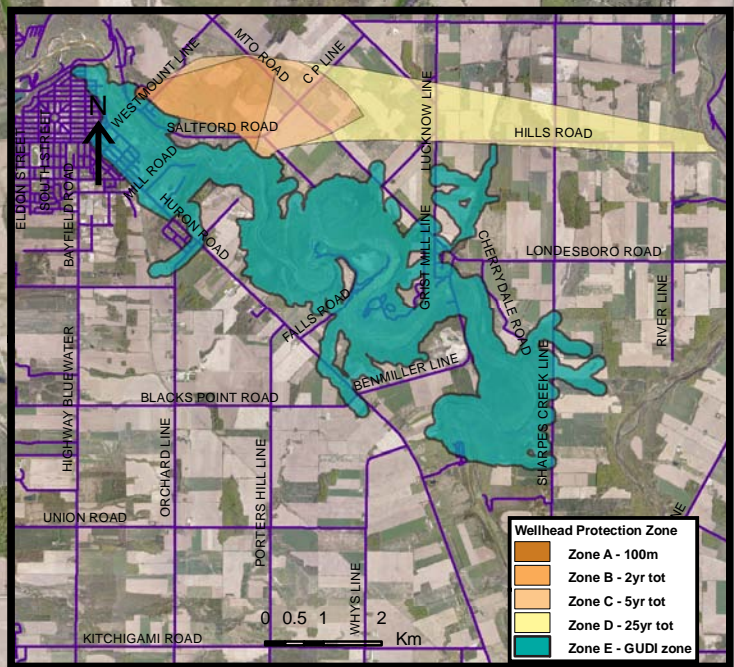 MTO ROAD
C P LINE
WESTMOUNT LINE
LUCKNOW LINE
N
SALTFORD ROAD
HILLS ROAD
ELDON STREET
SOUTH STREET
BAYFIELD ROAD
MILL ROAD
HURON ROAD
GRIST MILL LINE
CHERRYDALE ROAD
LONDESBORO ROAD
RIVER LINE
FALLS ROAD
BENMILLER LINE
HIGHWAY BLUEWATER
BLACKS POINT ROAD
ORCHARD LINE
PORTERS HILL LINE
SHARPES CREEK LINE
UNION ROAD
WHYS LINE
KITCHIGAMI ROAD
0 0.5 1 2
Km
Wellhead Protection Zone
Zone A - 100m
Zone B - 2yr tot
Zone C - 5yr tot
Zone D - 25yr tot
Zone E - GUDI zone